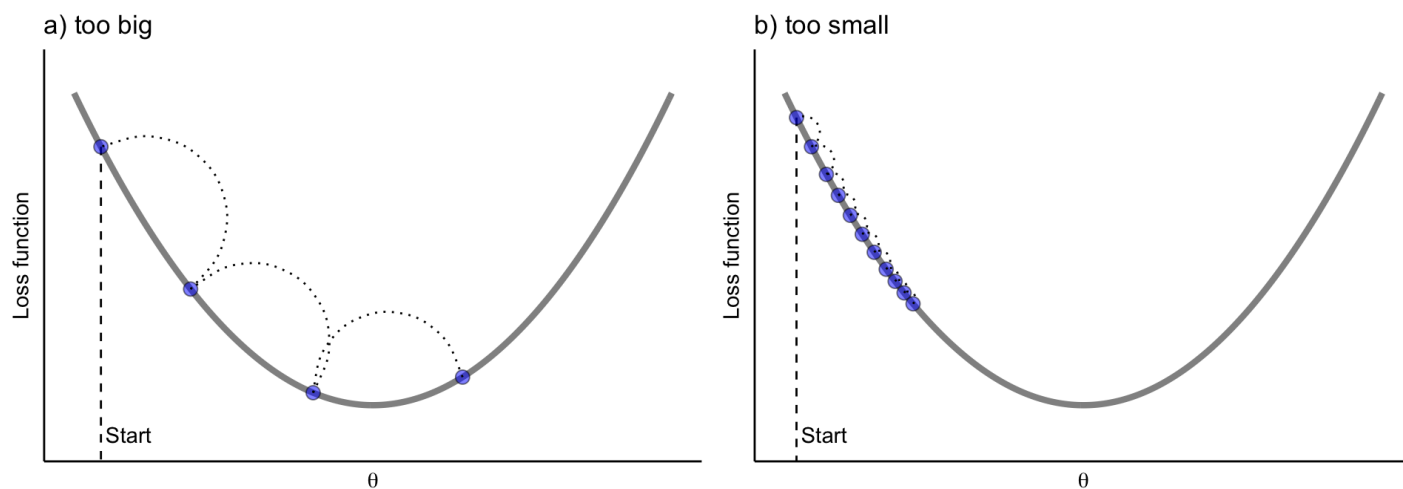 a) too big
Loss function
Start
θ
b) too small
Loss function
Start
θ